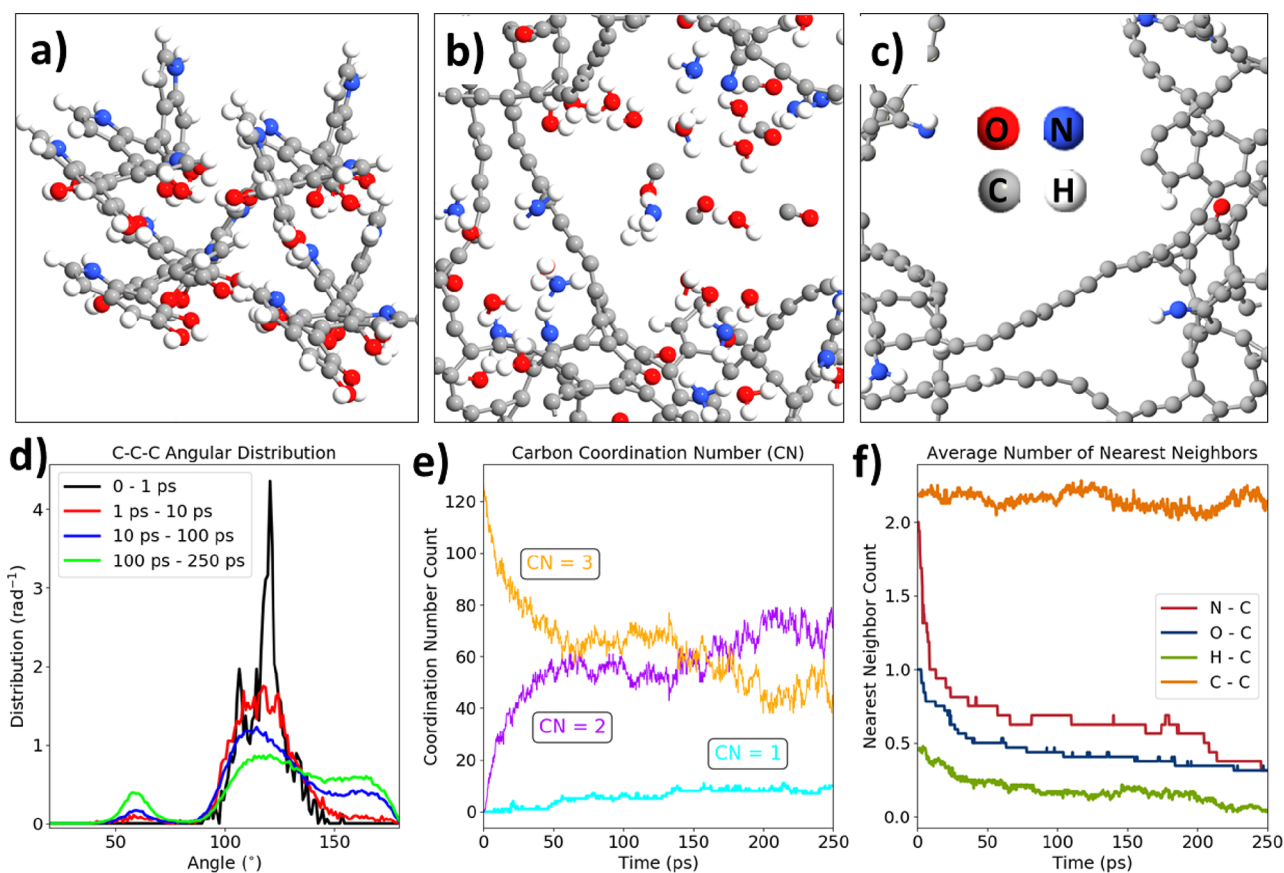 a)
b)
c)
O N
C H
d)
C-C-C Angular Distribution
0 - 1 ps
1 ps - 10 ps
10 ps - 100 ps
100 ps - 250 ps
Distribution (rad⁻¹)
4
3
2
1
0
50 100 150
Angle (°)
e)
Carbon Coordination Number (CN)
Coordination Number Count
120
100
80
60
40
20
0
CN = 3
CN = 2
CN = 1
0 50 100 150 200 250
Time (ps)
f)
Average Number of Nearest Neighbors
Nearest Neighbor Count
2.0
1.5
1.0
0.5
0.0
N - C
O - C
H - C
C - C
0 50 100 150 200 250
Time (ps)